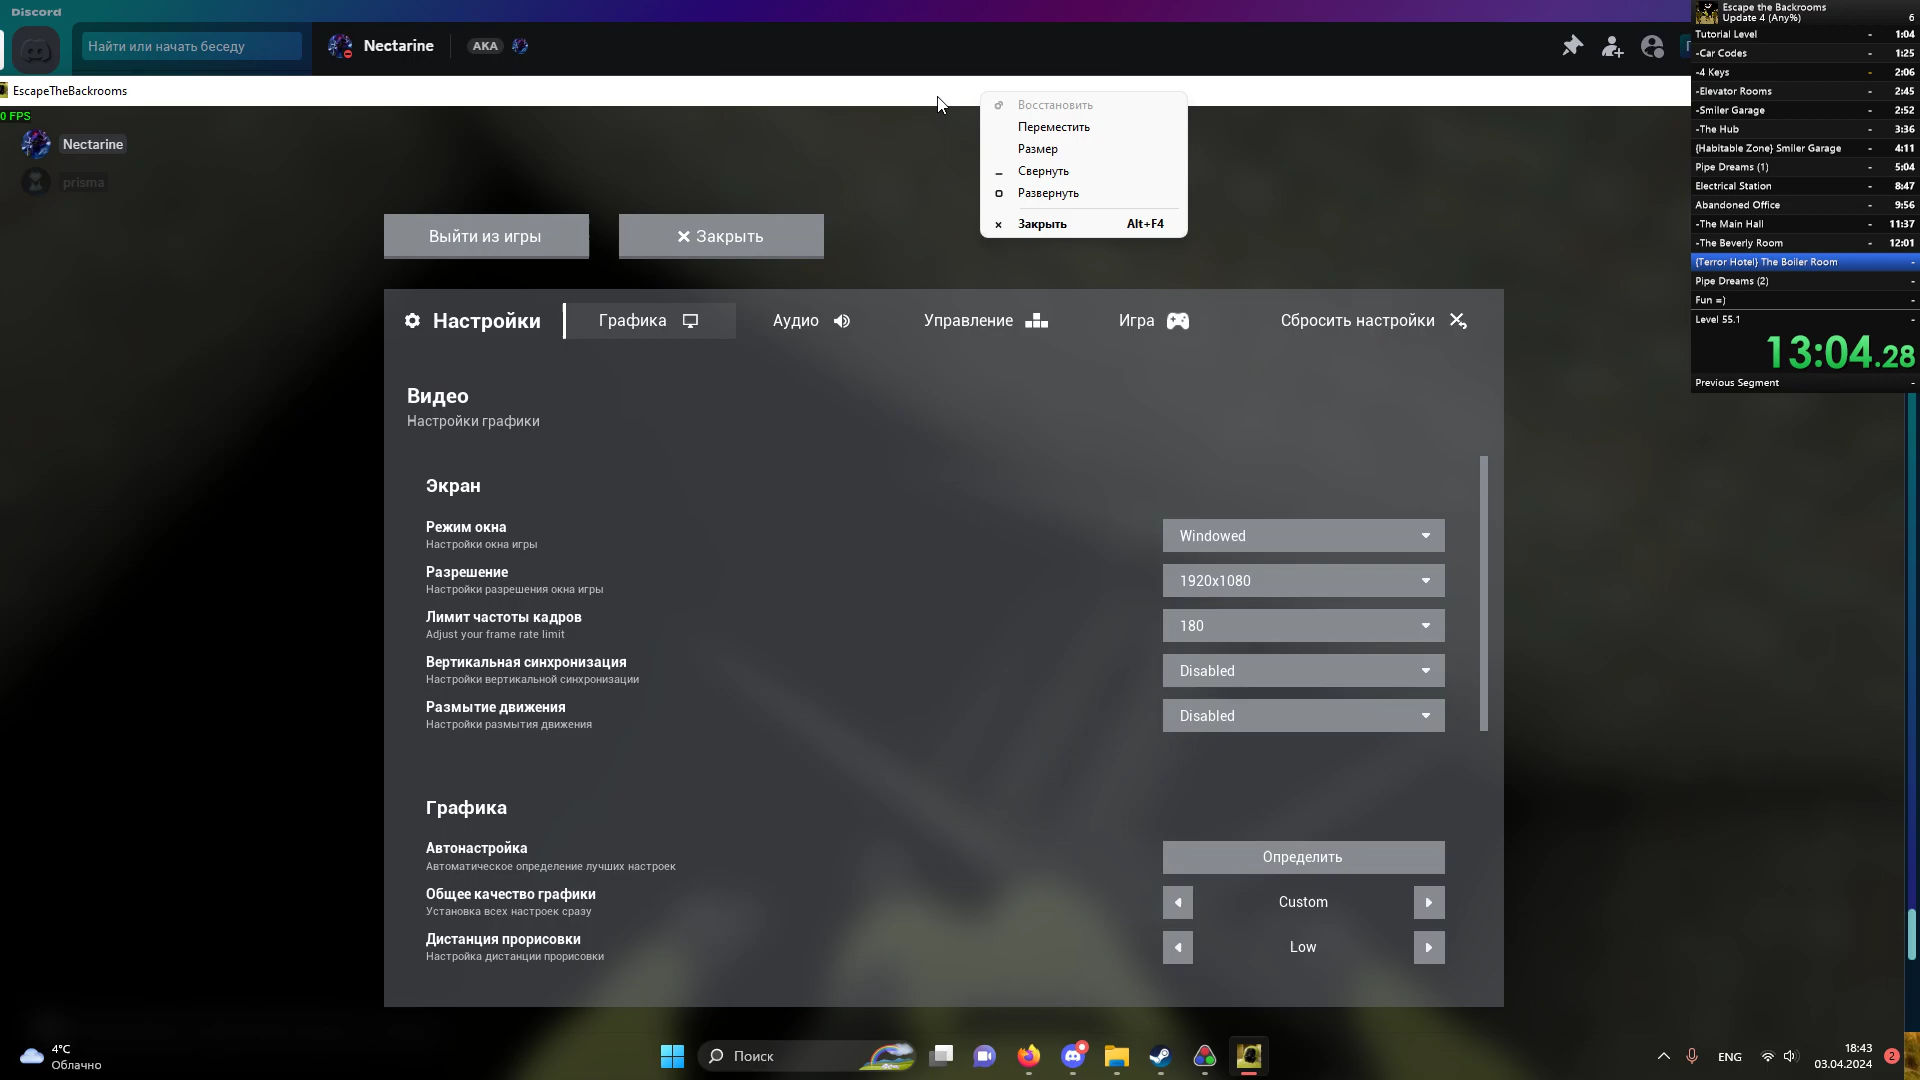 Discord
Найти или начать беседу
Nectarine
AKA
EscapeTheBackrooms
0 FPS
Nectarine
prisma
Восстановить
Переместить
Размер
Свернуть
Развернуть
Закрыть Alt+F4
Выйти из игры
Закрыть
Настройки
Графика
Аудио
Управление
Игра
Сбросить настройки
Видео
Настройки графики
Экран
Режим окна
Настройки окна игры
Windowed
Разрешение
Настройки разрешения окна игры
1920x1080
Лимит частоты кадров
Adjust your frame rate limit
180
Вертикальная синхронизация
Настройки вертикальной синхронизации
Disabled
Размытие движения
Настройки размытия движения
Disabled
Графика
Автонастройка
Автоматическое определение лучших настроек
Определить
Общее качество графики
Установка всех настроек сразу
Custom
Дистанция прорисовки
Настройка дистанции прорисовки
Low
Escape the Backrooms
Update 4 (Any%) 6
Tutorial Level - 1:04
-Car Codes - 1:25
-4 Keys - 2:06
-Elevator Rooms - 2:45
-Smiler Garage - 2:52
-The Hub - 3:36
{Habitable Zone} Smiler Garage - 4:11
Pipe Dreams (1) - 5:04
Electrical Station - 8:47
Abandoned Office - 9:56
-The Main Hall - 11:37
-The Beverly Room - 12:01
{Terror Hotel} The Boiler Room -
Pipe Dreams (2) -
Fun =) -
Level 55.1 -
13:04.28
Previous Segment -
4°C
Облачно
Поиск
ENG
18:43
03.04.2024
2